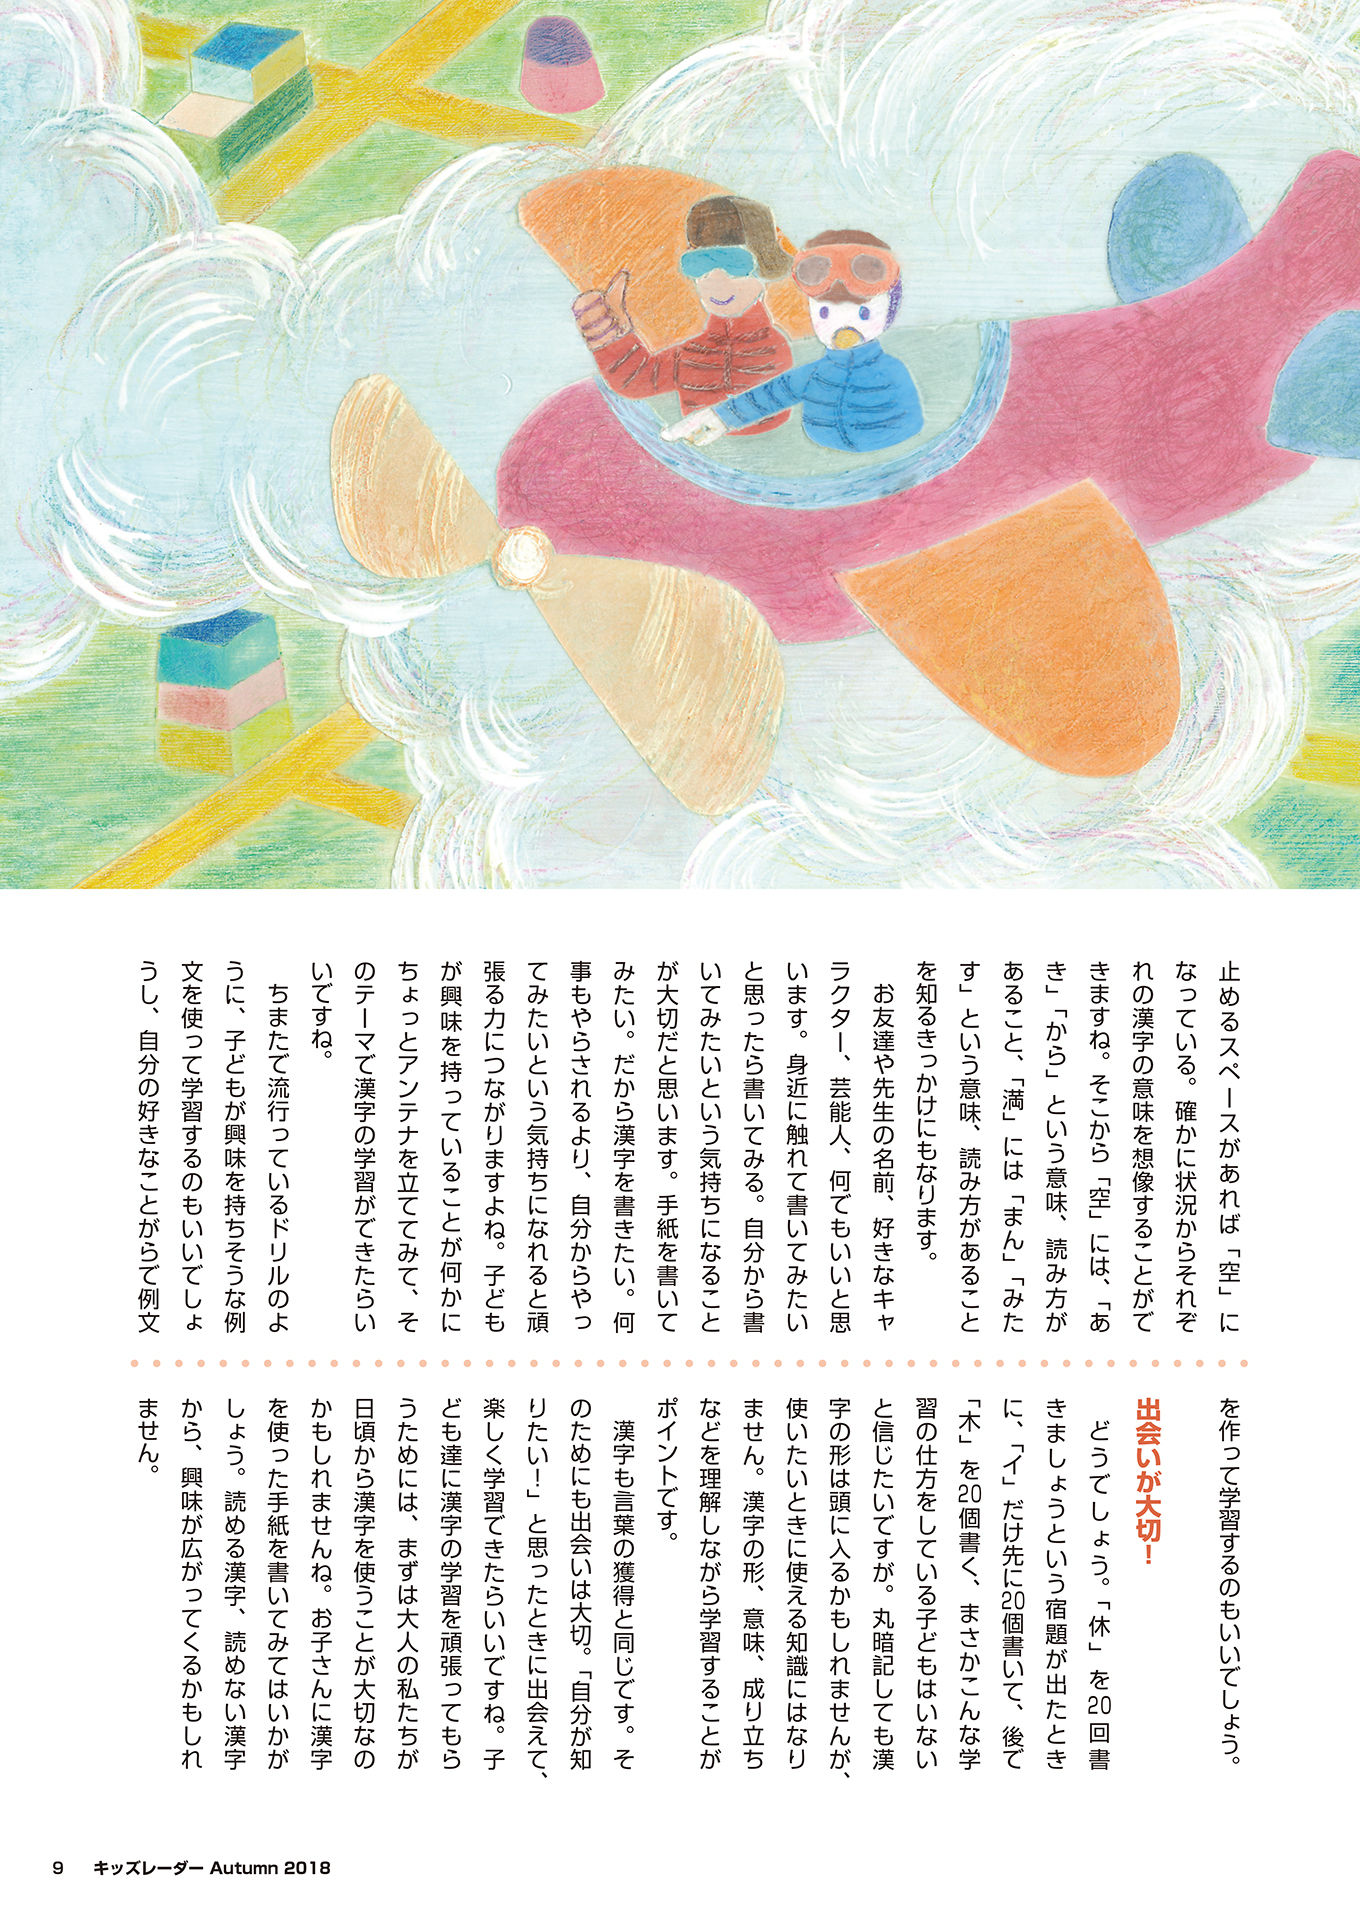 止めるスペースがあれば「空」に
なっている。確かに状況からそれぞ
れの漢字の意味を想像することがで
きますね。そこから「空」には、「あ
き」「から」という意味、読み方が
あること、「満」には「まん」「みた
す」という意味、読み方があること
を知るきっかけにもなります。
お友達や先生の名前、好きなキャ
ラクター、芸能人、何でもいいと思
います。身近に触れて書いてみたい
と思ったら書いてみる。自分から書
いてみたいという気持ちになること
が大切だと思います。手紙を書いて
みたい。だから漢字を書きたい。何
事もやらされるより、自分からやっ
てみたいという気持ちになれると頑
張る力につながりますよね。子ども
が興味を持っていることが何かに
ちょっとアンテナを立ててみて、そ
のテーマで漢字の学習ができたらい
いですね。
ちまたで流行っているドリルのよ
うに、子どもが興味を持ちそうな例
文を使って学習するのもいいでしょ
うし、自分の好きなことがらで例文
を作って学習するのもいいでしょう。
出会いが大切！
どうでしょう。「休」を20回書
きましょうという宿題が出たとき
に、「イ」だけ先に20個書いて、後で
「木」を20個書く、まさかこんな学
習の仕方をしている子どもはいない
と信じたいですが。丸暗記しても漢
字の形は頭に入るかもしれませんが、
使いたいときに使える知識にはなり
ません。漢字の形、意味、成り立ち
などを理解しながら学習することが
ポイントです。
漢字も言葉の獲得と同じです。そ
のためにも出会いは大切。「自分が知
りたい！」と思ったときに出会えて、
楽しく学習できたらいいですね。子
ども達に漢字の学習を頑張ってもら
うためには、まずは大人の私たちが
日頃から漢字を使うことが大切なの
かもしれませんね。お子さんに漢字
を使った手紙を書いてみてはいかが
しょう。読める漢字、読めない漢字
から、興味が広がってくるかもしれ
ません。
9 キッズレーダー Autumn 2018